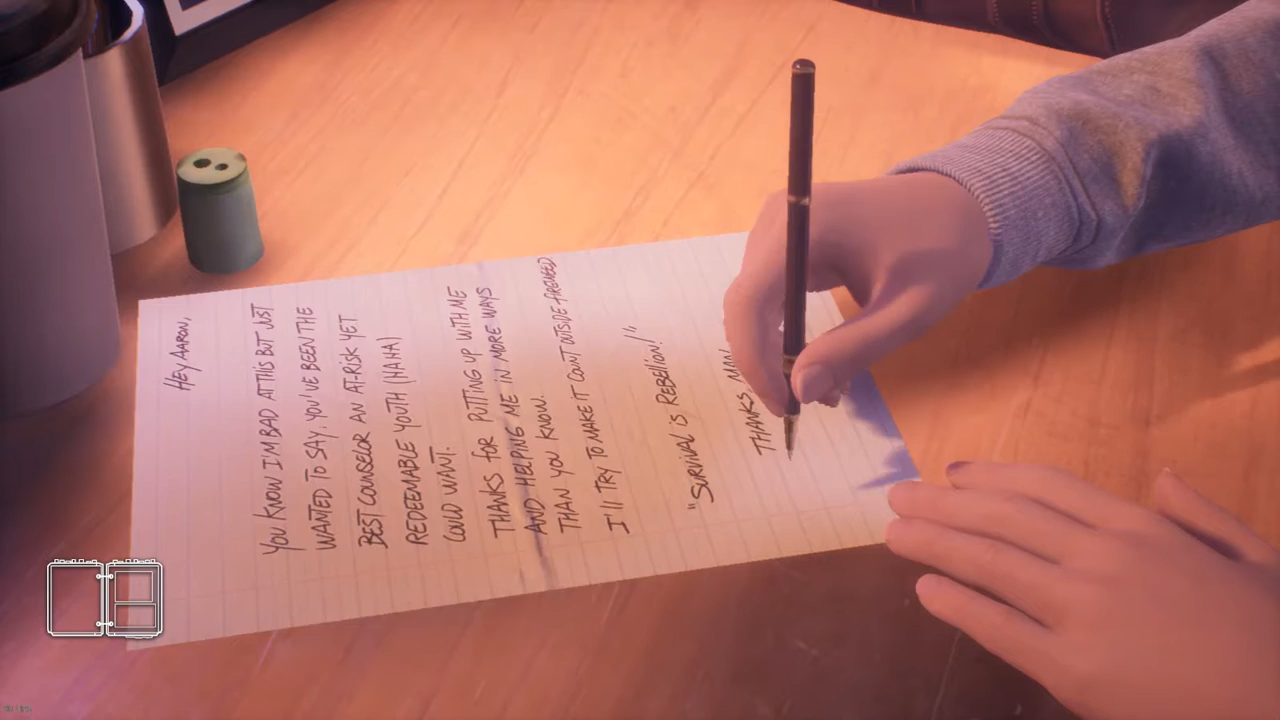 HEY AARON,
YOU KNOW I'M BAD AT THIS BUT JUST
WANTED TO SAY, YOU'VE BEEN THE
BEST COUNSELOR AN AT-RISK YET
REDEEMABLE YOUTH (HAHA)
COULD WANT.
THANKS FOR PUTTING UP WITH ME
AND HELPING ME IN MORE WAYS
THAN YOU KNOW.
I'LL TRY TO MAKE IT COUNT OUTSIDE
"SURVIVAL IS REBELLION!"
THANKS MAN